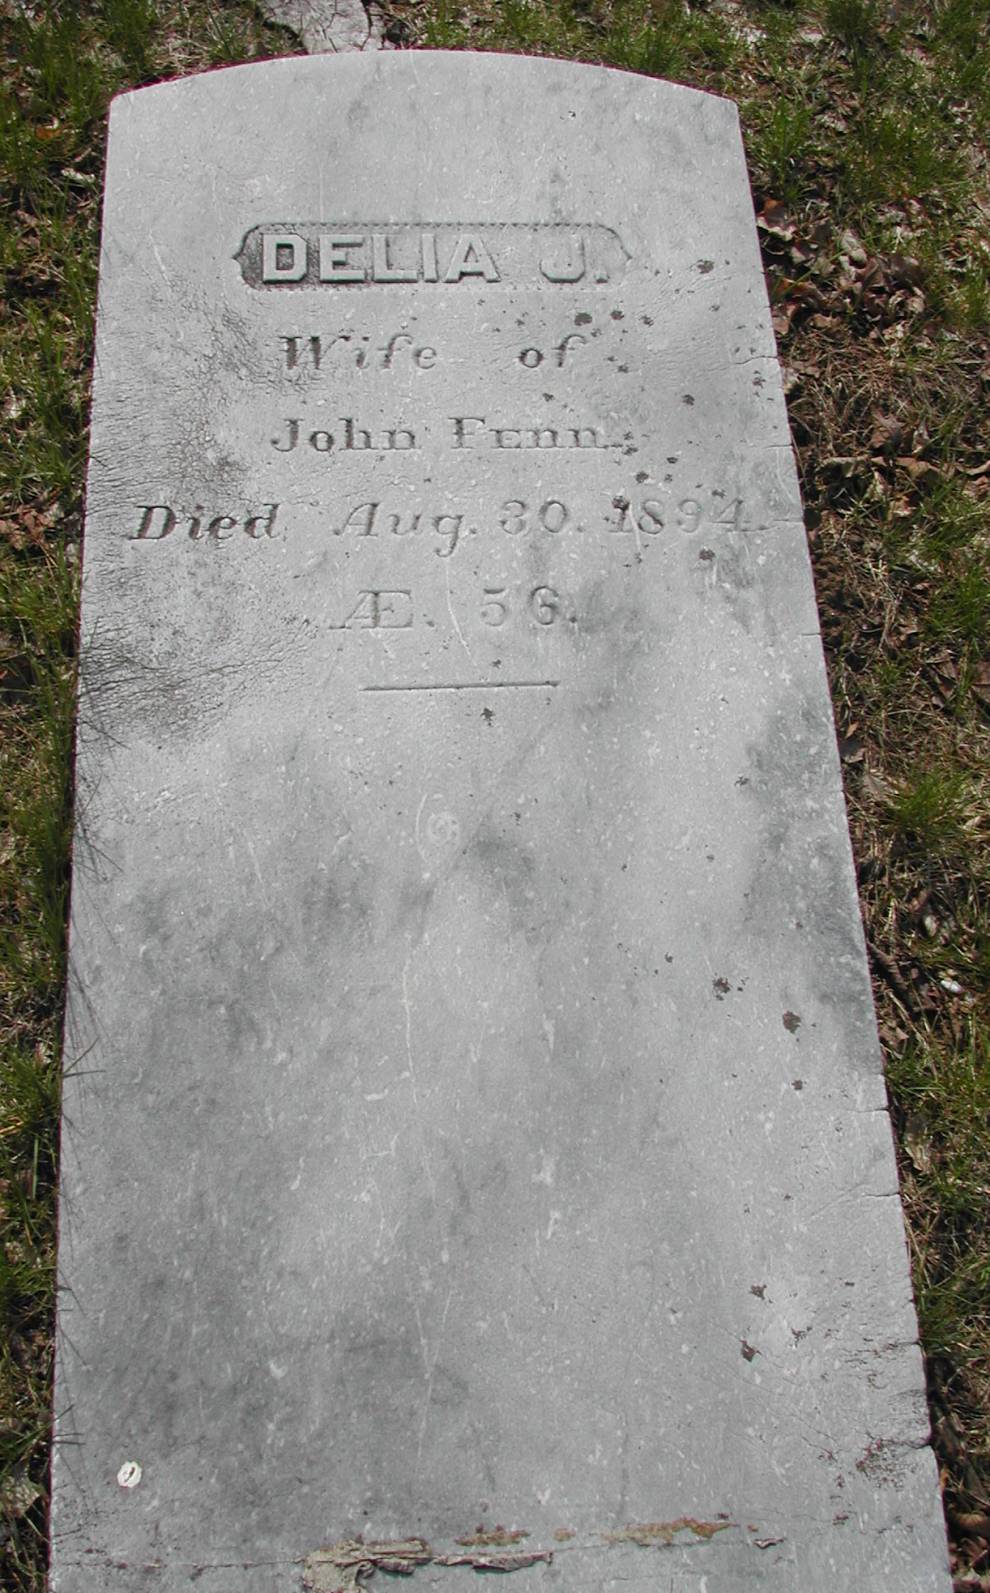 DELIA J.
Wife of
John Fenn
Died Aug. 30. 1894.
Æ. 56.